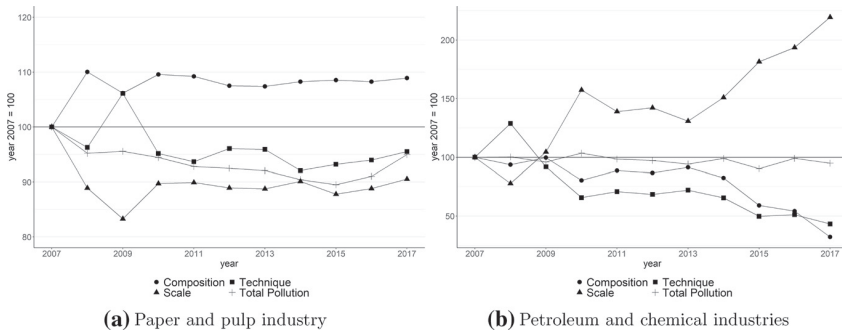 120
110
100
90
80
year 2007 = 100
2007 2009 2011 2013 2015 2017
year
Composition Technique
Scale Total Pollution
(a) Paper and pulp industry
200
150
100
50
year 2007 = 100
2007 2009 2011 2013 2015 2017
year
Composition Technique
Scale Total Pollution
(b) Petroleum and chemical industries